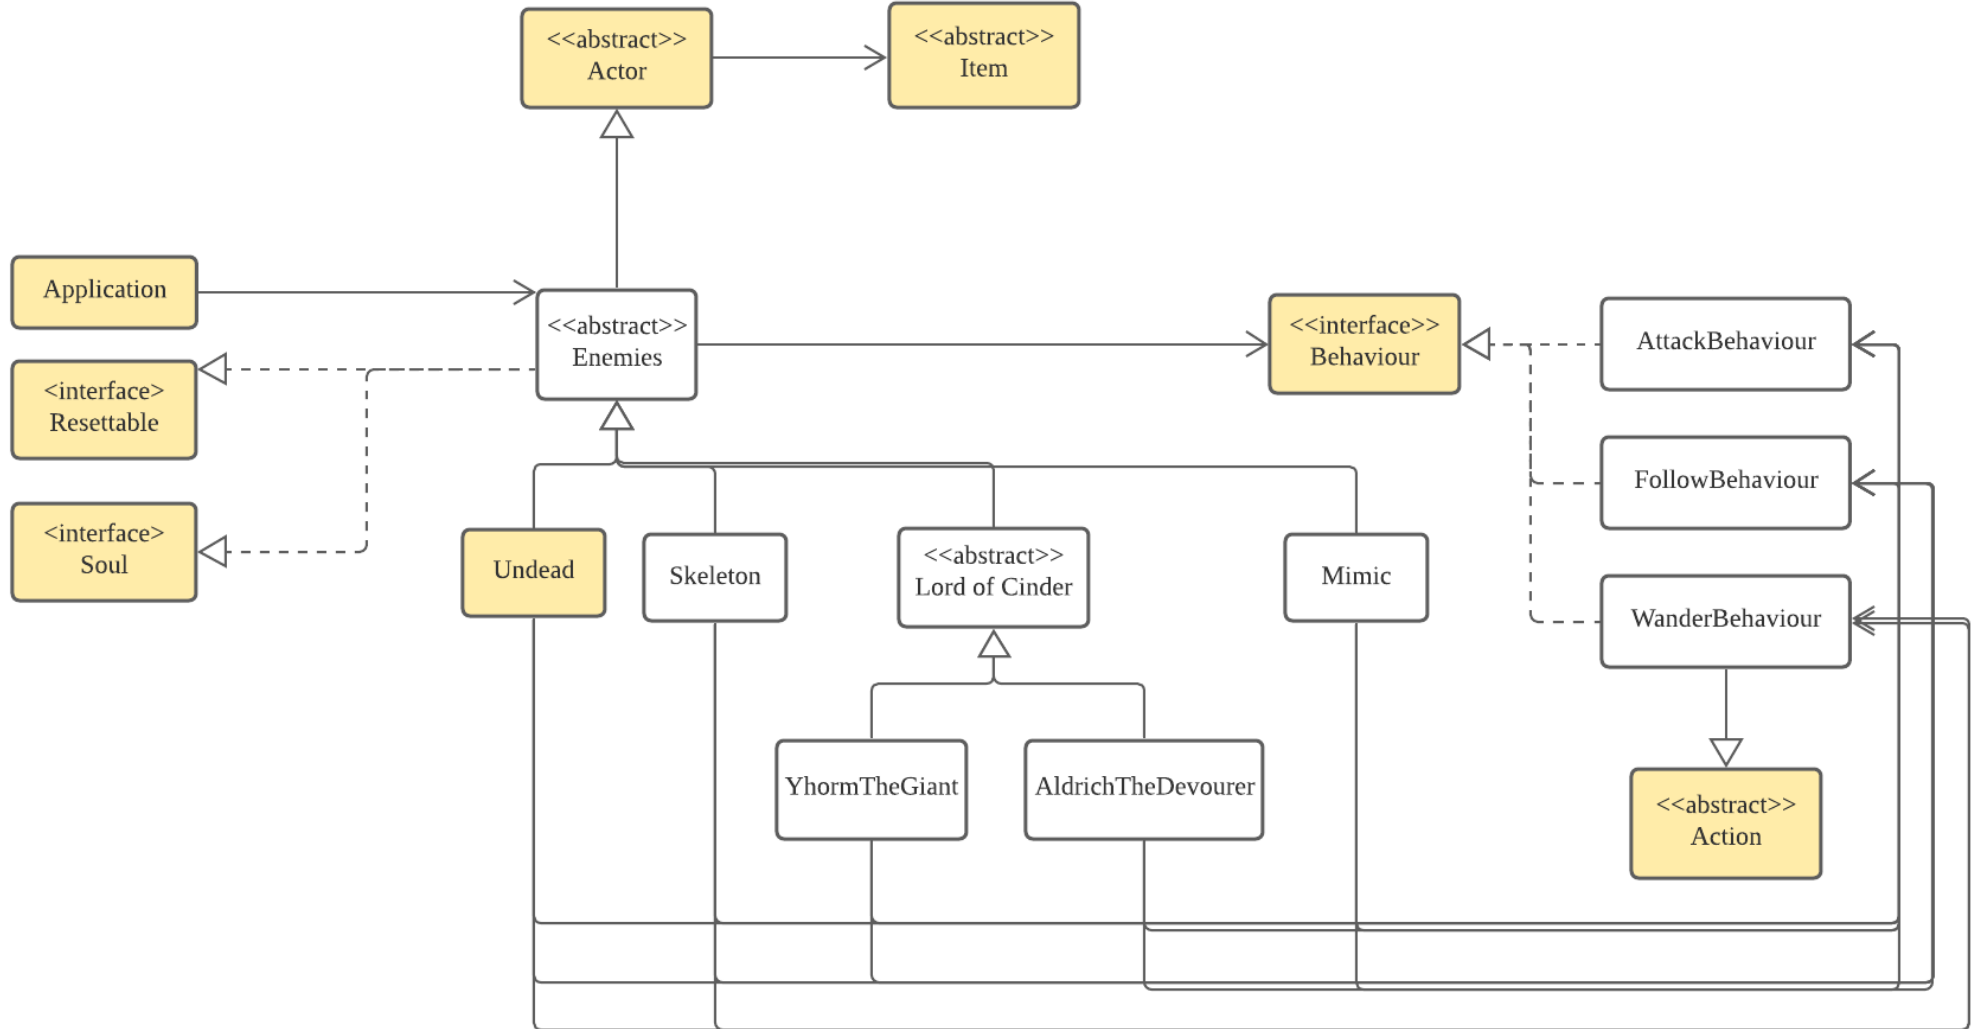 <<abstract>>
Actor
<<abstract>>
Item
Application
<<abstract>>
Enemies
<<interface>>
Behaviour
AttackBehaviour
<interface>
Resettable
FollowBehaviour
<interface>
Soul
Undead
Skeleton
<<abstract>>
Lord of Cinder
Mimic
WanderBehaviour
YhormTheGiant
AldrichTheDevourer
<<abstract>>
Action